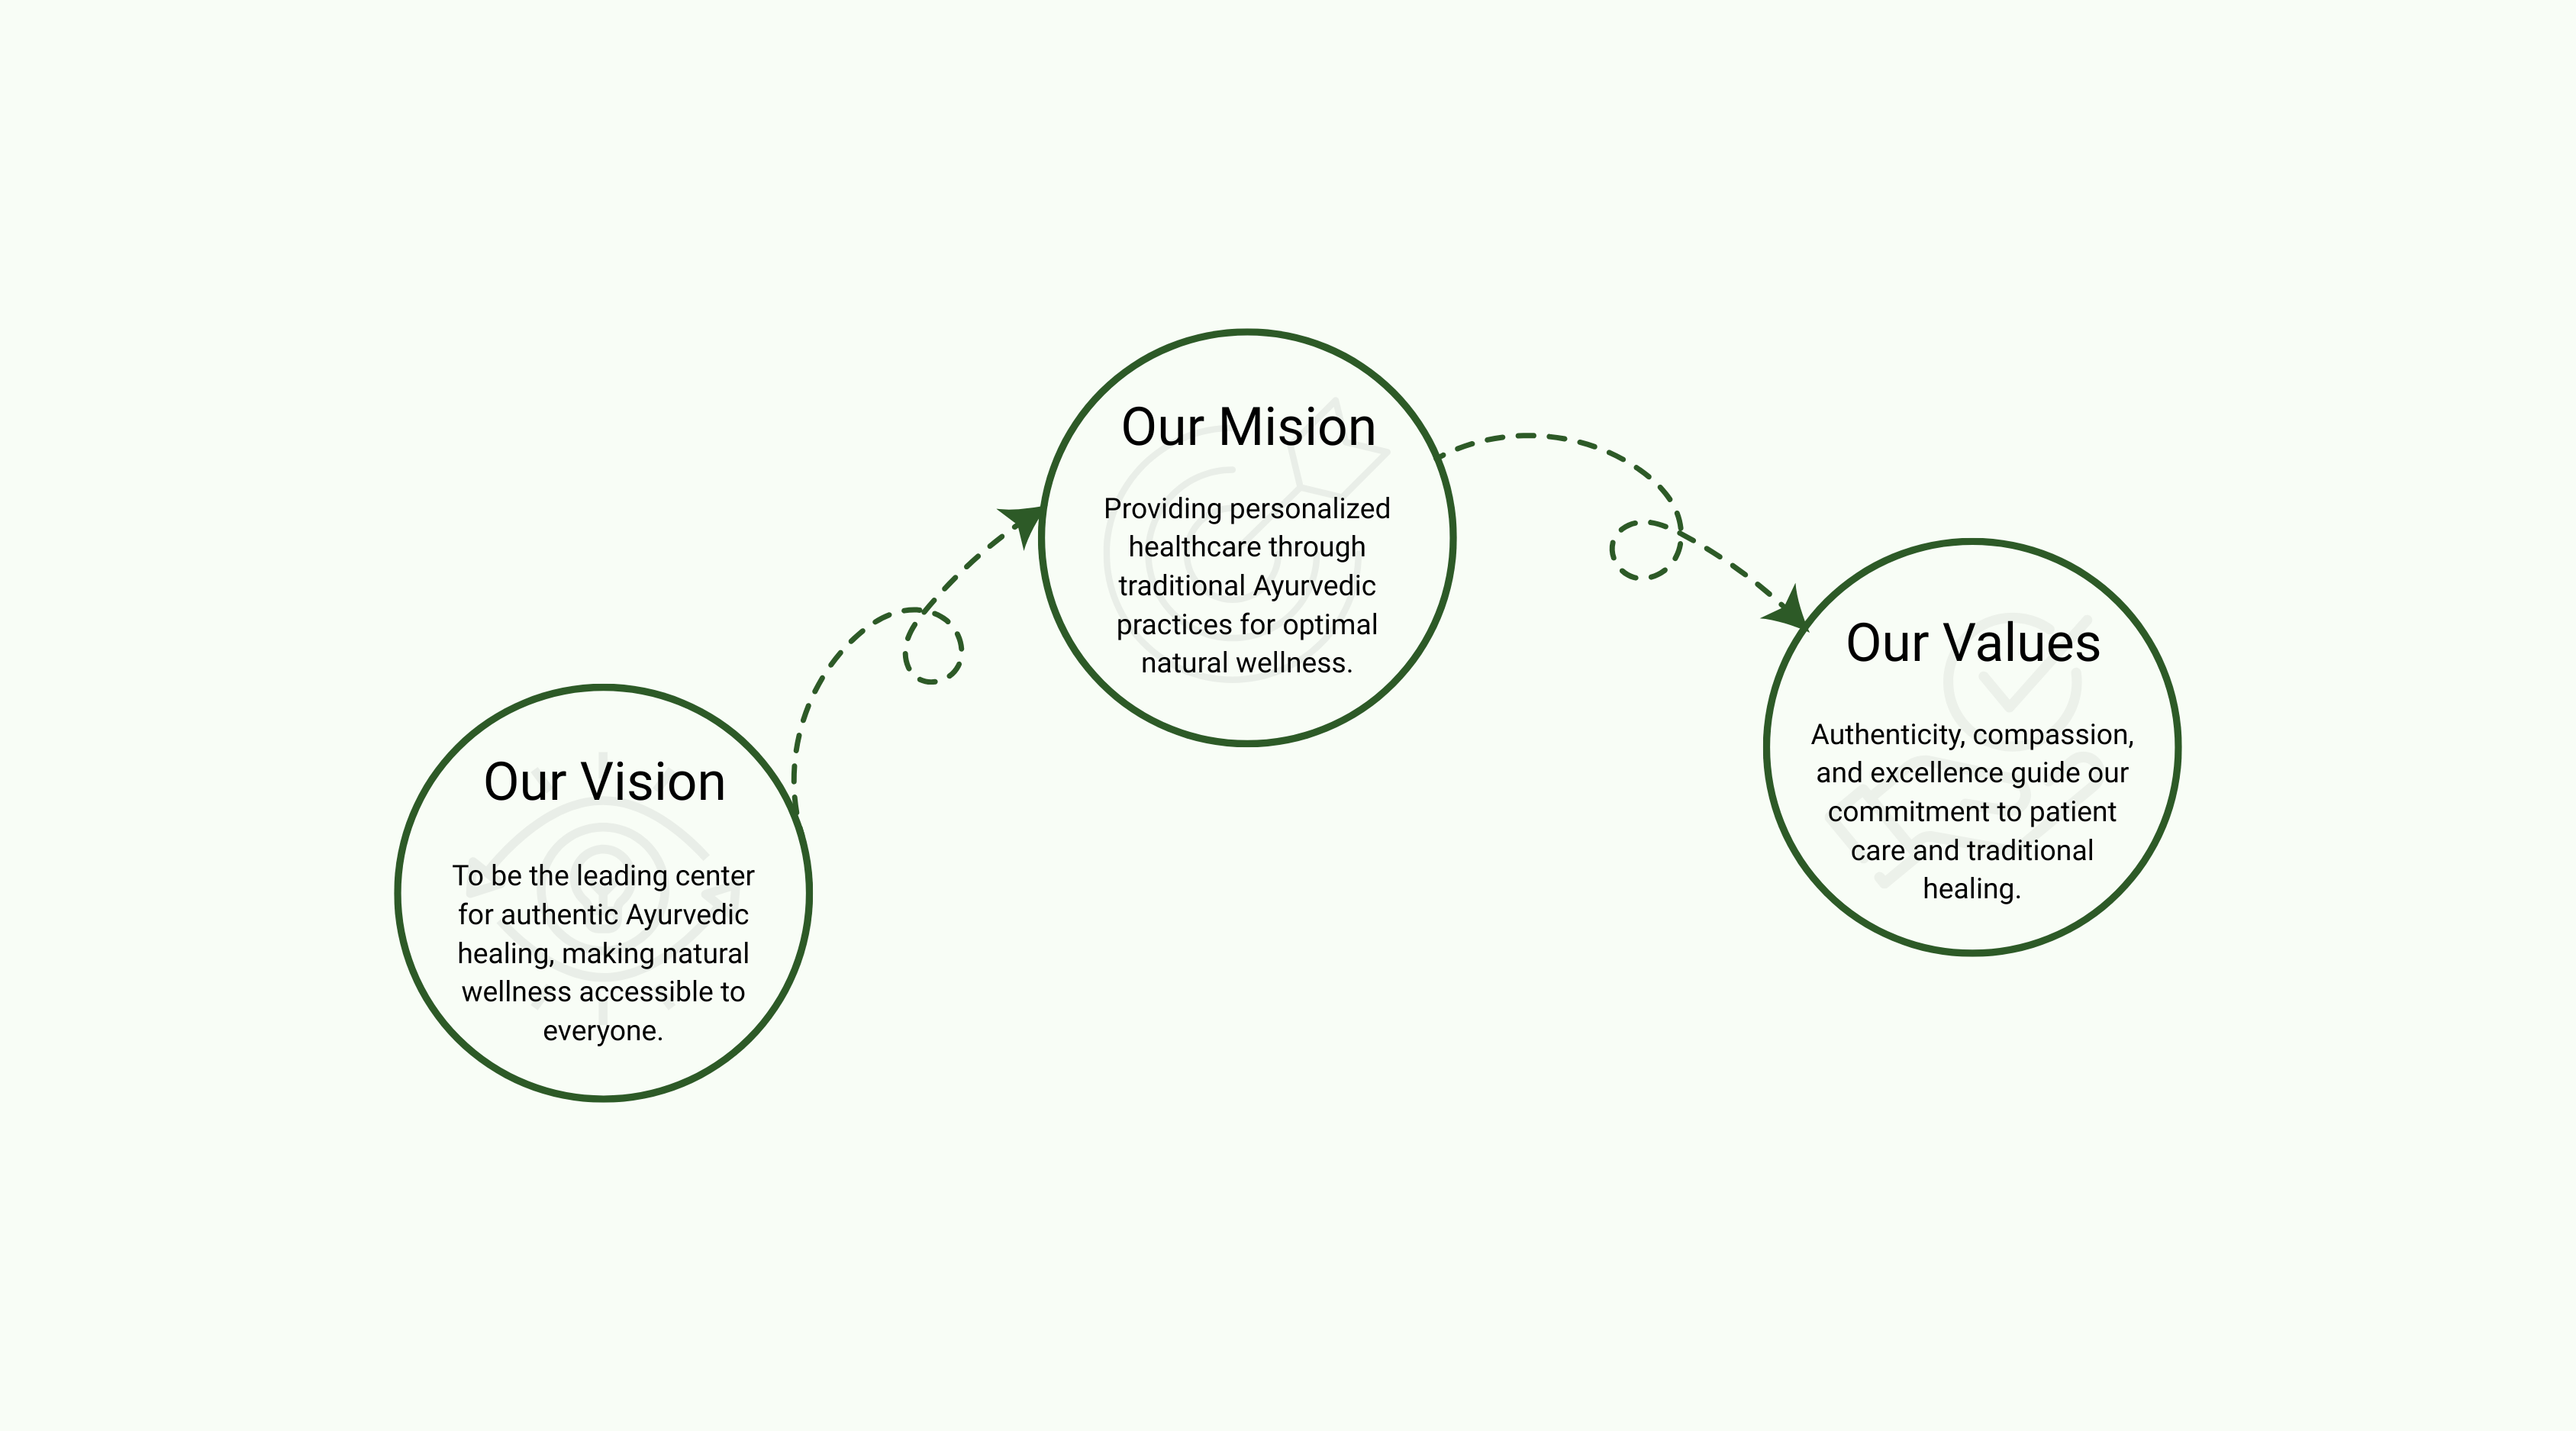 Our Vision
To be the leading center
for authentic Ayurvedic
healing, making natural
wellness accessible to
everyone.
Our Mision
Providing personalized
healthcare through
traditional Ayurvedic
practices for optimal
natural wellness.
Our Values
Authenticity, compassion,
and excellence guide our
commitment to patient
care and traditional
healing.